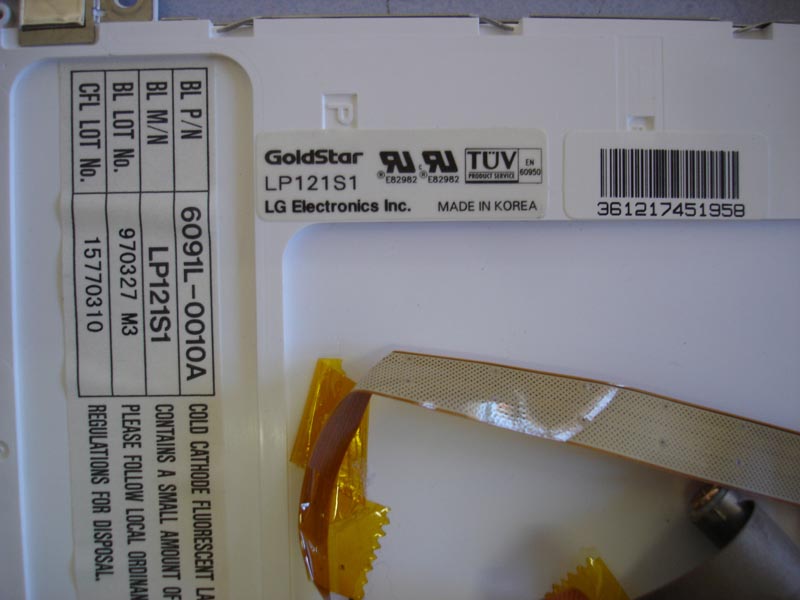 BL P/N 6091L-0010A
BL M/N LP121S1
BL LOT No. 970327 M3
CFL LOT No. 15770310
COLD CATHODE FLUORESCENT LA
CONTAINS A SMALL AMOUNT OF
PLEASE FOLLOW LOCAL ORDINAN
REGULATIONS FOR DISPOSAL.
P
GoldStar
LP121S1
LG Electronics Inc.
E82982
E82982
TÜV
PRODUCT SERVICE
EN
60950
MADE IN KOREA
361217451958